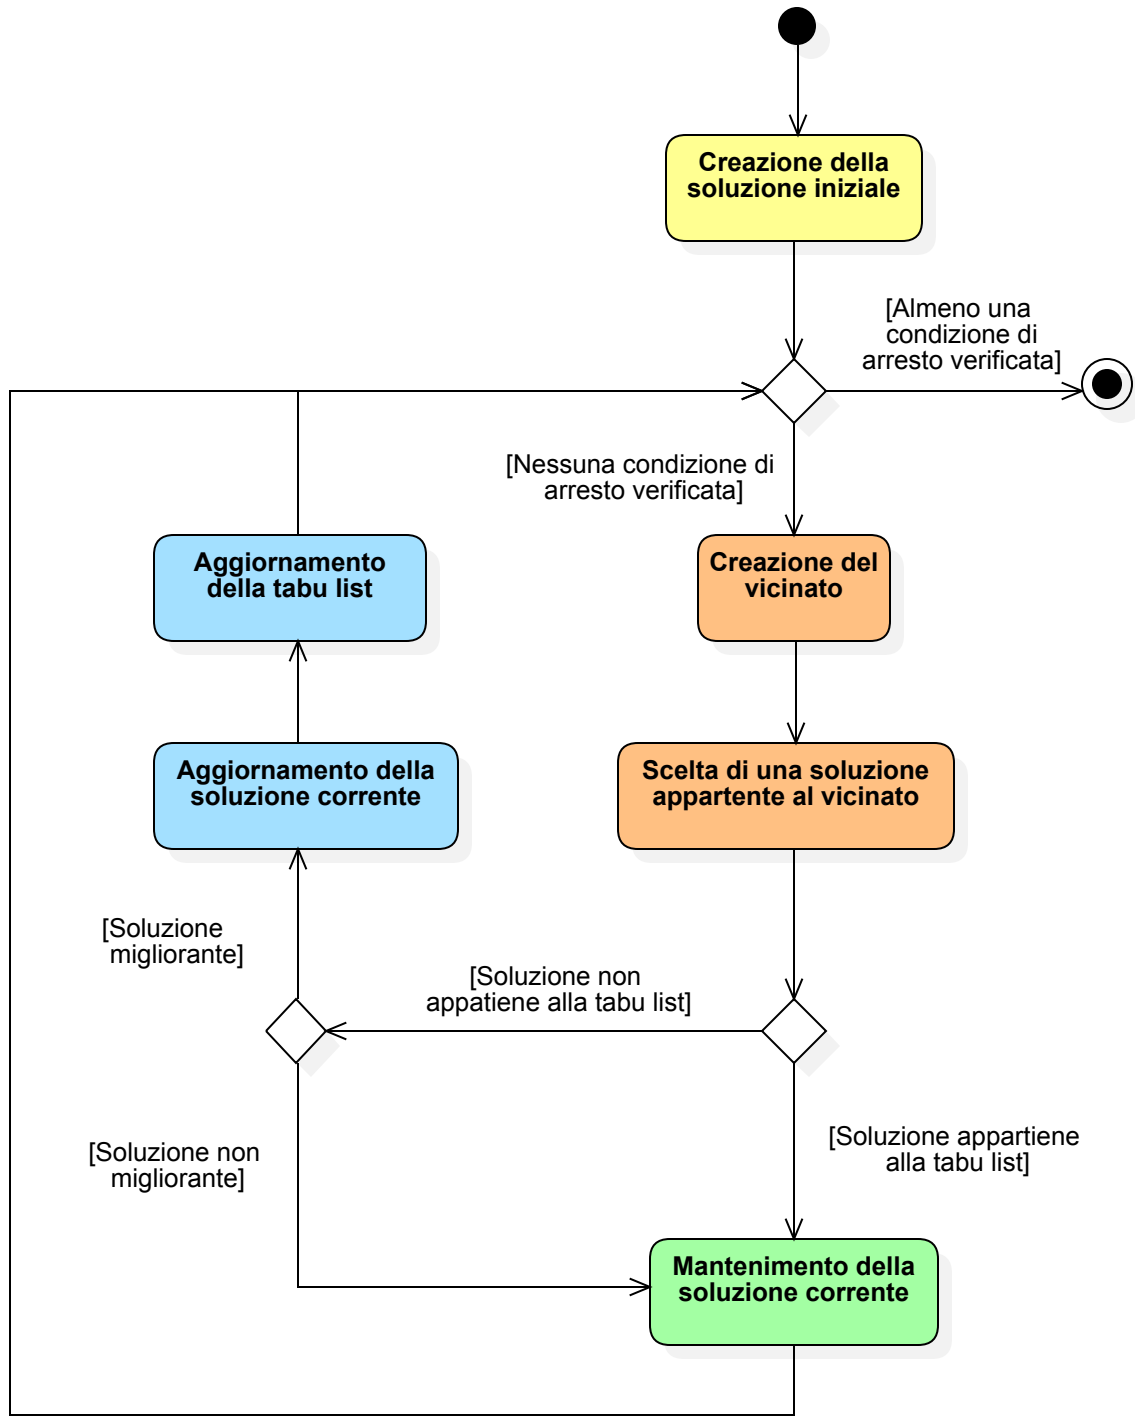 Creazione della
soluzione iniziale
[Almeno una
condizione di
arresto verificata]
[Nessuna condizione di
arresto verificata]
Aggiornamento
della tabu list
Creazione del
vicinato
Aggiornamento della
soluzione corrente
Scelta di una soluzione
appartente al vicinato
[Soluzione
migliorante]
[Soluzione non
appatiene alla tabu list]
[Soluzione non
migliorante]
[Soluzione appartiene
alla tabu list]
Mantenimento della
soluzione corrente